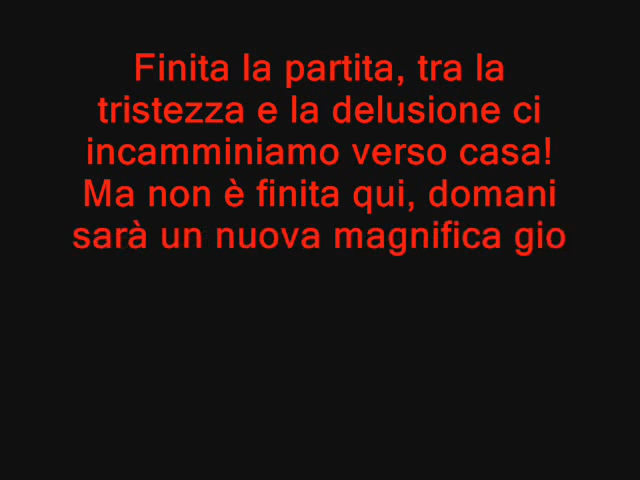 Finita la partita, tra la
tristezza e la delusione ci
incamminiamo verso casa!
Ma non è finita qui, domani
sarà un nuova magnifica gio